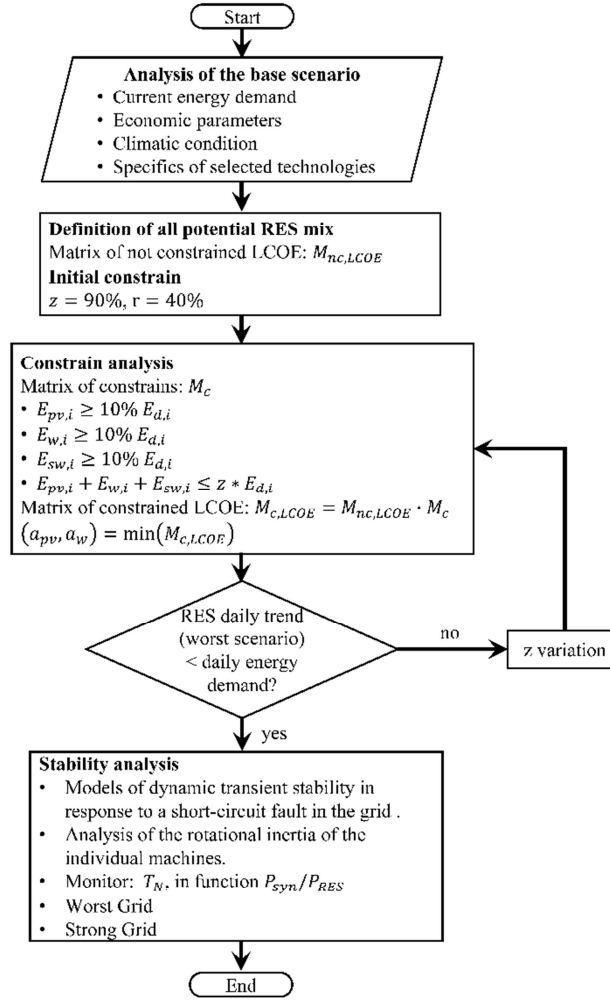 Start
Analysis of the base scenario
• Current energy demand
• Economic parameters
• Climatic condition
• Specifics of selected technologies
Definition of all potential RES mix
Matrix of not constrained LCOE: M_{nc,LCOE}
Initial constrain
z = 90%, r = 40%
Constrain analysis
Matrix of constrains: M_c
• E_{pv,i} ≥ 10% E_{d,i}
• E_{w,i} ≥ 10% E_{d,i}
• E_{sw,i} ≥ 10% E_{d,i}
• E_{pv,i} + E_{w,i} + E_{sw,i} ≤ z * E_{d,i}
Matrix of constrained LCOE: M_{c,LCOE} = M_{nc,LCOE} · M_c
(a_{pv}, a_w) = min(M_{c,LCOE})
RES daily trend
(worst scenario)
< daily energy
demand?
no
z variation
yes
Stability analysis
• Models of dynamic transient stability in
response to a short-circuit fault in the grid .
• Analysis of the rotational inertia of the
individual machines.
• Monitor: T_N, in function P_{syn}/P_{RES}
• Worst Grid
• Strong Grid
End